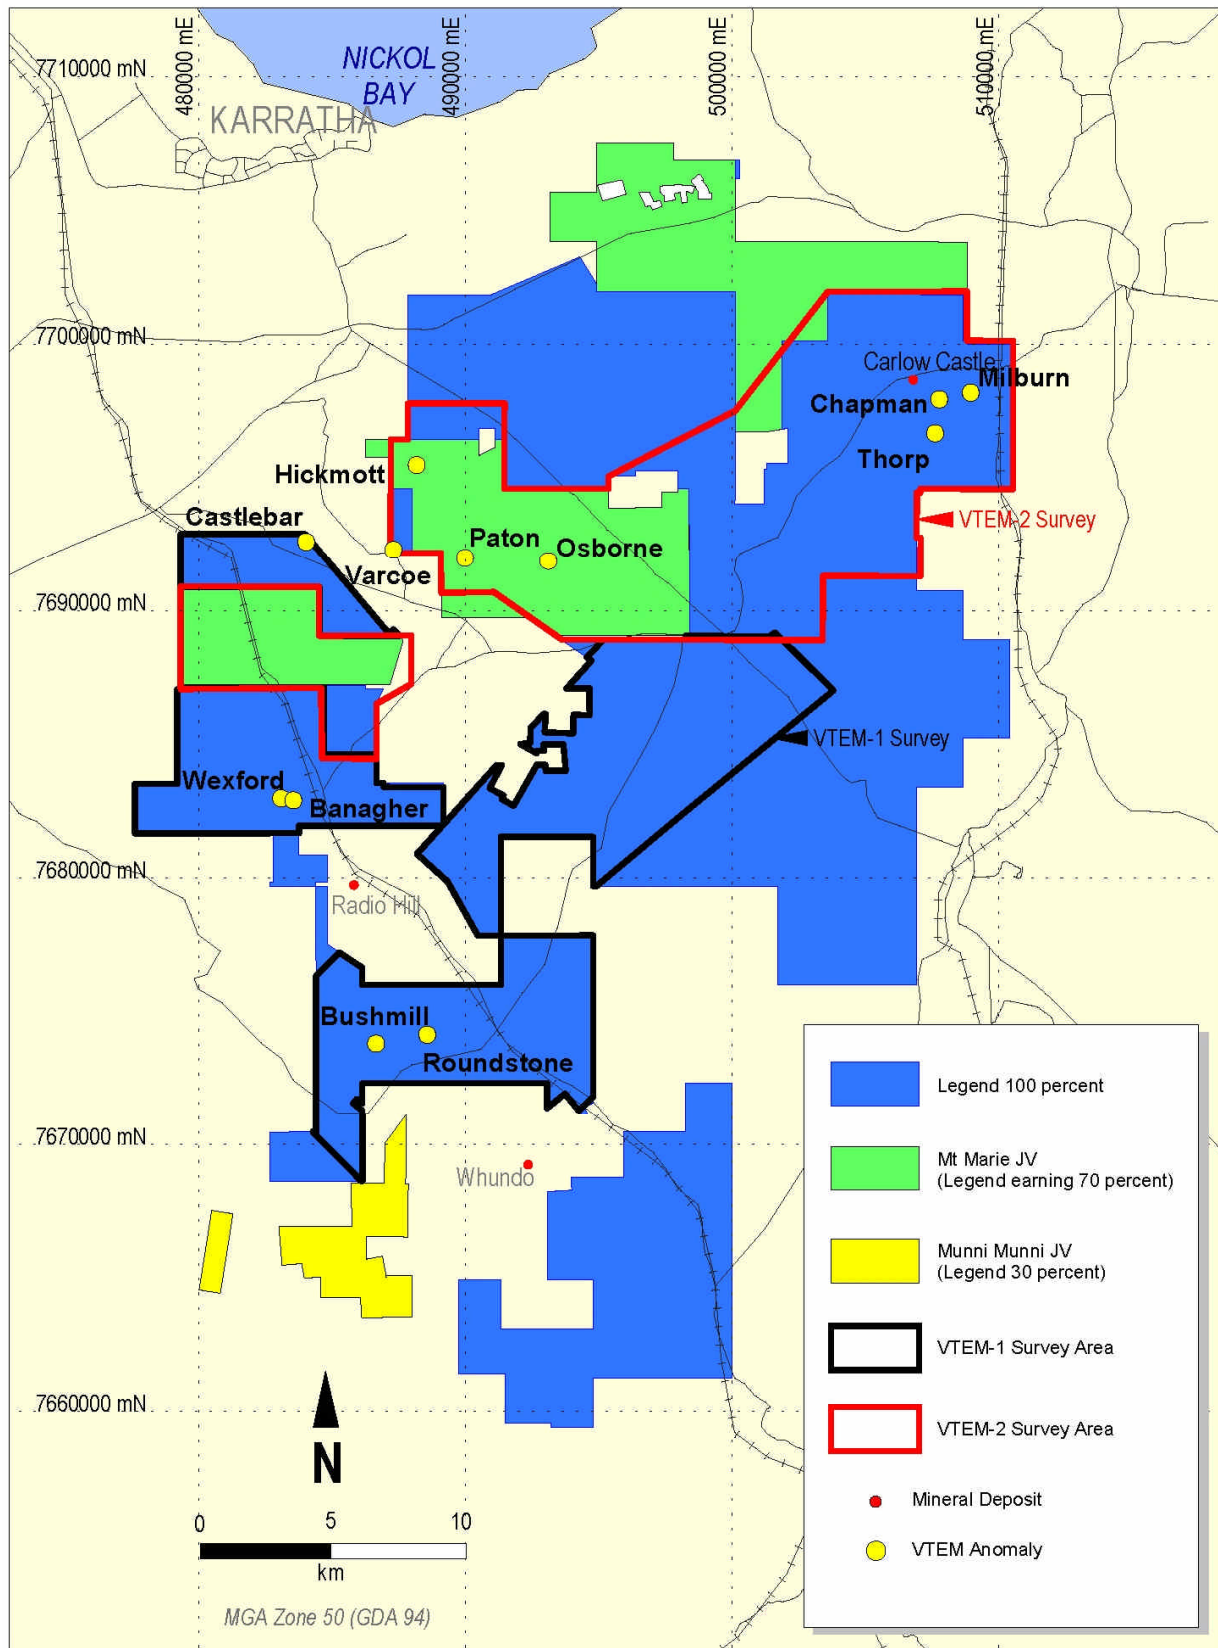 480000 mE
490000 mE
500000 mE
510000 mE
NICKOL
BAY
7710000 mN
KARRATHA
7700000 mN
Carlow Castle
Milburn
Chapman
Thorp
Hickmott
Castlebar
VTEM-2 Survey
Paton
Osborne
Varcoe
7690000 mN
VTEM-1 Survey
Wexford
Banagher
7680000 mN
Radio Hill
Bushmill
Roundstone
7670000 mN
Whundo
7660000 mN
Legend 100 percent
Mt Marie JV
(Legend earning 70 percent)
Munni Munni JV
(Legend 30 percent)
VTEM-1 Survey Area
VTEM-2 Survey Area
Mineral Deposit
VTEM Anomaly
N
0 5 10
km
MGA Zone 50 (GDA 94)